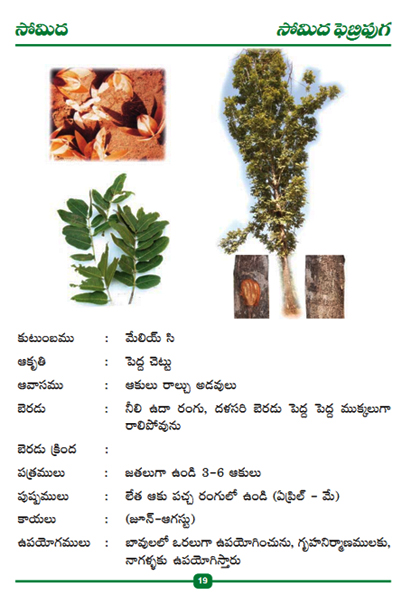 సోమిద సోమిద ఫెబ్రిఫుగ
కుటుంబము : మేలియ్ సి
ఆకృతి : పెద్ద చెట్టు
ఆవాసము : ఆకులు రాల్చు అడవులు
బెరడు : నీలి ఉదా రంగు, దళసరి బెరడు పెద్ద పెద్ద ముక్కలుగా
రాలిపోవును
బెరడు క్రింద :
పత్రములు : జతలుగా ఉండి 3-6 ఆకులు
పుష్పములు : లేత ఆకు పచ్చ రంగులో ఉండి (ఏప్రిల్ - మే)
కాయలు : (జూన్-ఆగస్టు)
ఉపయోగములు : బావులలో ఒరలుగా ఉపయోగించును, గృహనిర్మాణములకు,
నాగళ్ళకు ఉపయోగిస్తారు
19